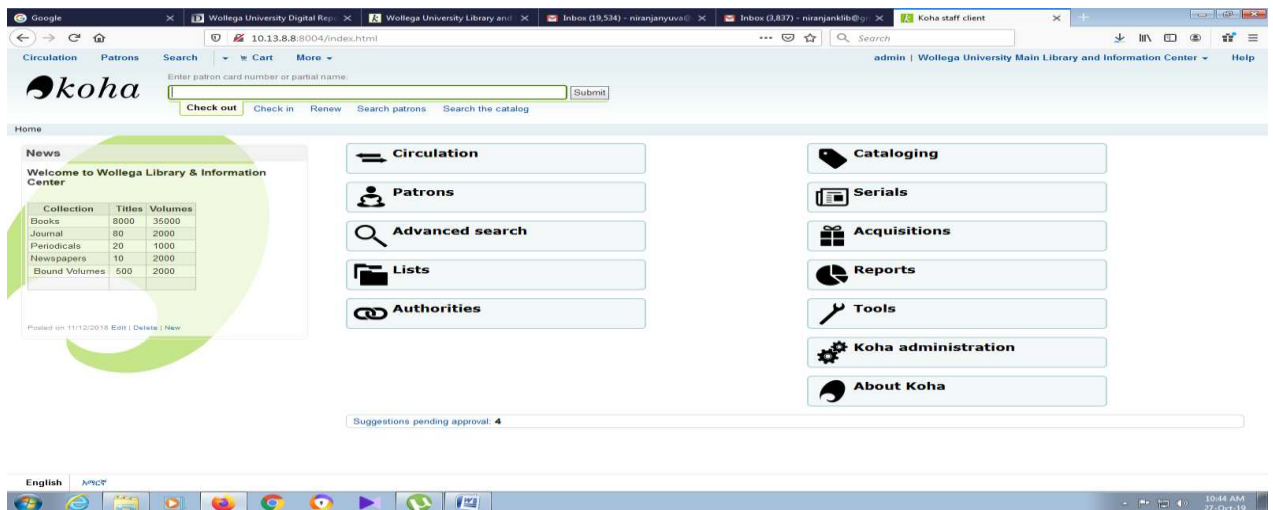 Google
Wollega University Digital Repo
Wollega University Library and
Inbox (19,534) - niranjanyuva@
Inbox (3,837) - niranjanklib@g
Koha staff client
10.13.8.8:8004/index.html
Search
Circulation Patrons Search Cart More
admin | Wollega University Main Library and Information Center Help
koha
Enter patron card number or partial name:
Submit
Check out Check in Renew Search patrons Search the catalog
Home
News
Welcome to Wollega Library & Information
Center
Collection Titles Volumes
Books 8000 35000
Journal 80 2000
Periodicals 20 1000
Newspapers 10 2000
Bound Volumes 500 2000
Posted on 11/12/2018 Edit | Delete | New
Circulation
Patrons
Advanced search
Lists
Authorities
Cataloging
Serials
Acquisitions
Reports
Tools
Koha administration
About Koha
Suggestions pending approval: 4
English አማርኛ
10:44 AM
27-Oct-19